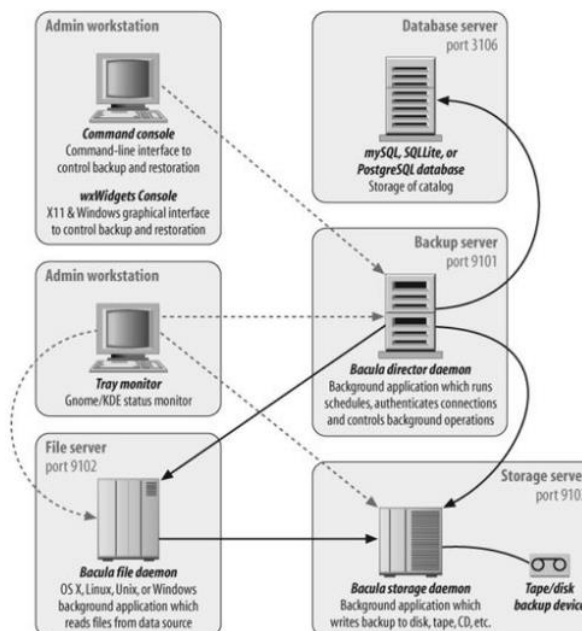 Admin workstation
Command console
Command-line interface to
control backup and restoration
wxWidgets Console
X11 & Windows graphical interface
to control backup and restoration
Database server
port 3106
mySQL, SQLLite, or
PostgreSQL database
Storage of catalog
Admin workstation
Tray monitor
Gnome/KDE status monitor
Backup server
port 9101
Bacula director daemon
Background application which runs
schedules, authenticates connections
and controls background operations
File server
port 9102
Bacula file daemon
OS X, Linux, Unix, or Windows
background application which
reads files from data source
Storage server
port 9103
Bacula storage daemon
Background application which
writes backup to disk, tape, CD, etc.
Tape/disk
backup device